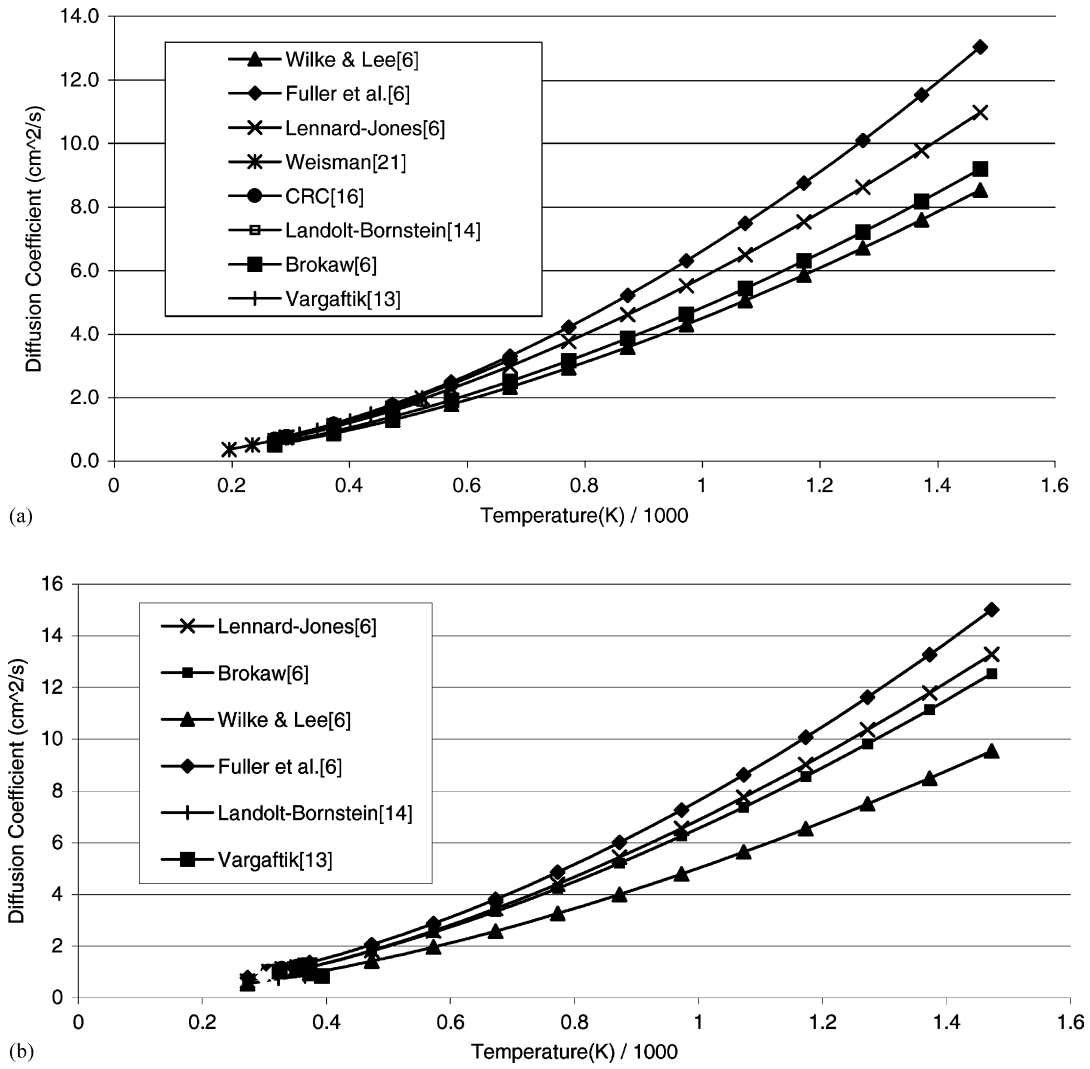 14.0
12.0
10.0
8.0
6.0
4.0
2.0
0.0
Diffusion Coefficient (cm^2/s)
Wilke & Lee[6]
Fuller et al.[6]
Lennard-Jones[6]
Weisman[21]
CRC[16]
Landolt-Bornstein[14]
Brokaw[6]
Vargaftik[13]
0 0.2 0.4 0.6 0.8 1 1.2 1.4 1.6
Temperature(K) / 1000
(a)
16
14
12
10
8
6
4
2
0
Diffusion Coefficient (cm^2/s)
Lennard-Jones[6]
Brokaw[6]
Wilke & Lee[6]
Fuller et al.[6]
Landolt-Bornstein[14]
Vargaftik[13]
0 0.2 0.4 0.6 0.8 1 1.2 1.4 1.6
Temperature(K) / 1000
(b)